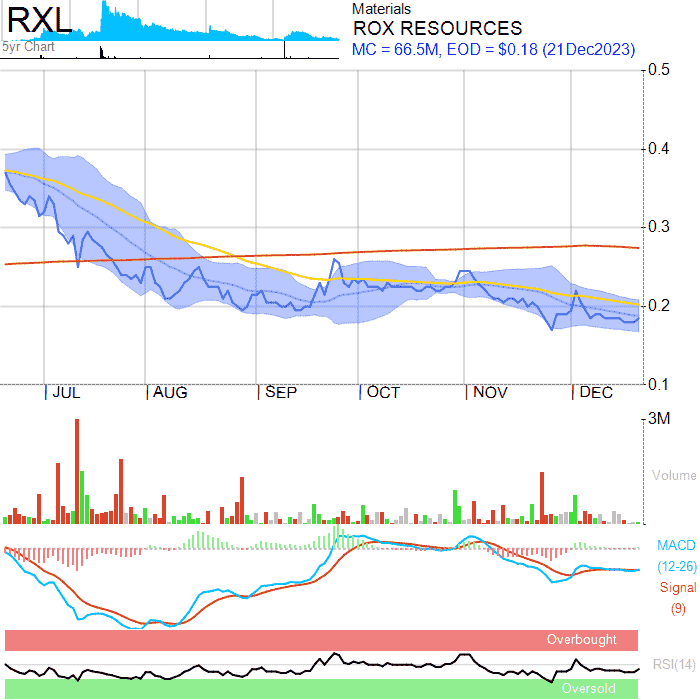 RXL
5yr Chart
Materials
ROX RESOURCES
MC = 66.5M, EOD = $0.18 (21Dec2023)
0.5
0.4
0.3
0.2
0.1
JUL AUG SEP OCT NOV DEC
3M
Volume
MACD
(12-26)
Signal
(9)
Overbought
RSI(14)
Oversold